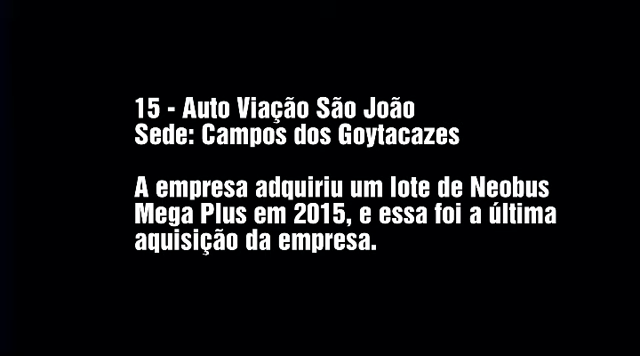 15 - Auto Viação São João
Sede: Campos dos Goytacazes
A empresa adquiriu um lote de Neobus
Mega Plus em 2015, e essa foi a última
aquisição da empresa.